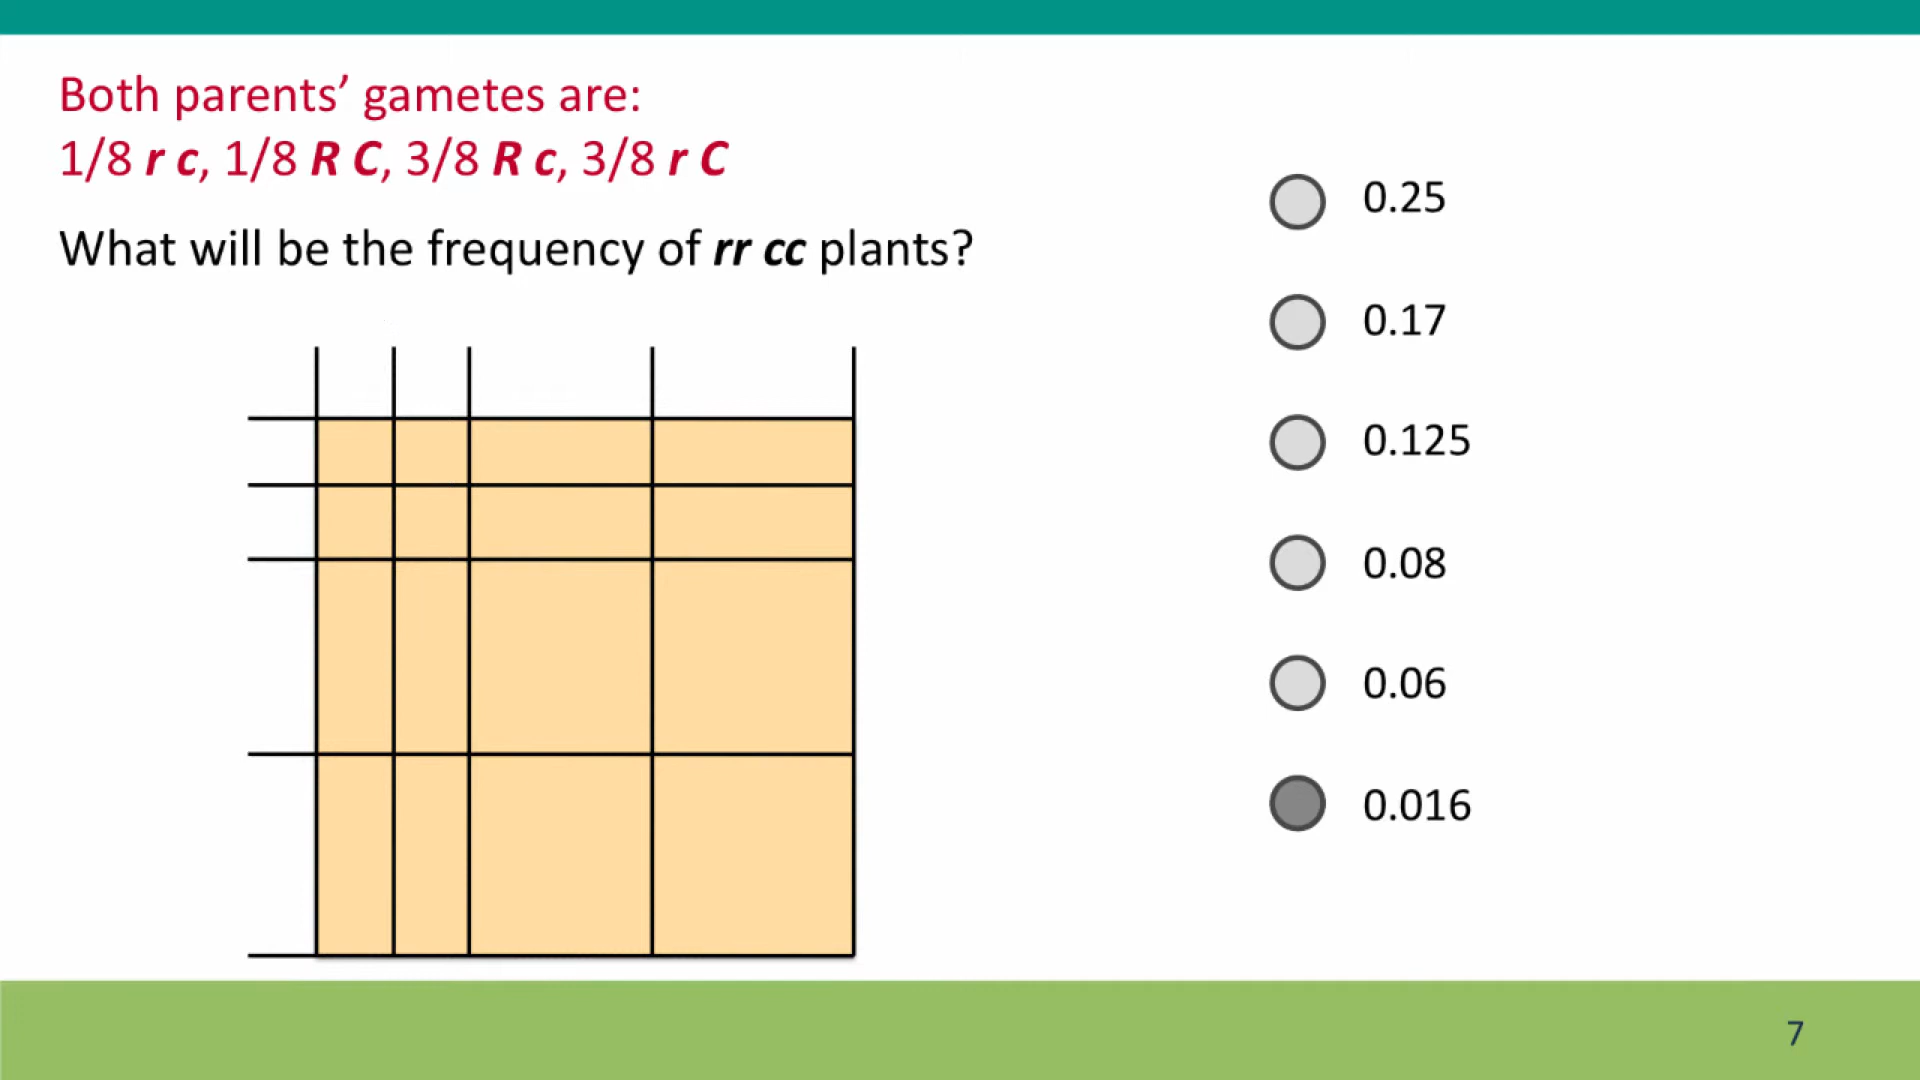 Both parents’ gametes are:
1/8 r c, 1/8 R C, 3/8 R c, 3/8 r C
What will be the frequency of rr cc plants?
0.25
0.17
0.125
0.08
0.06
0.016
7